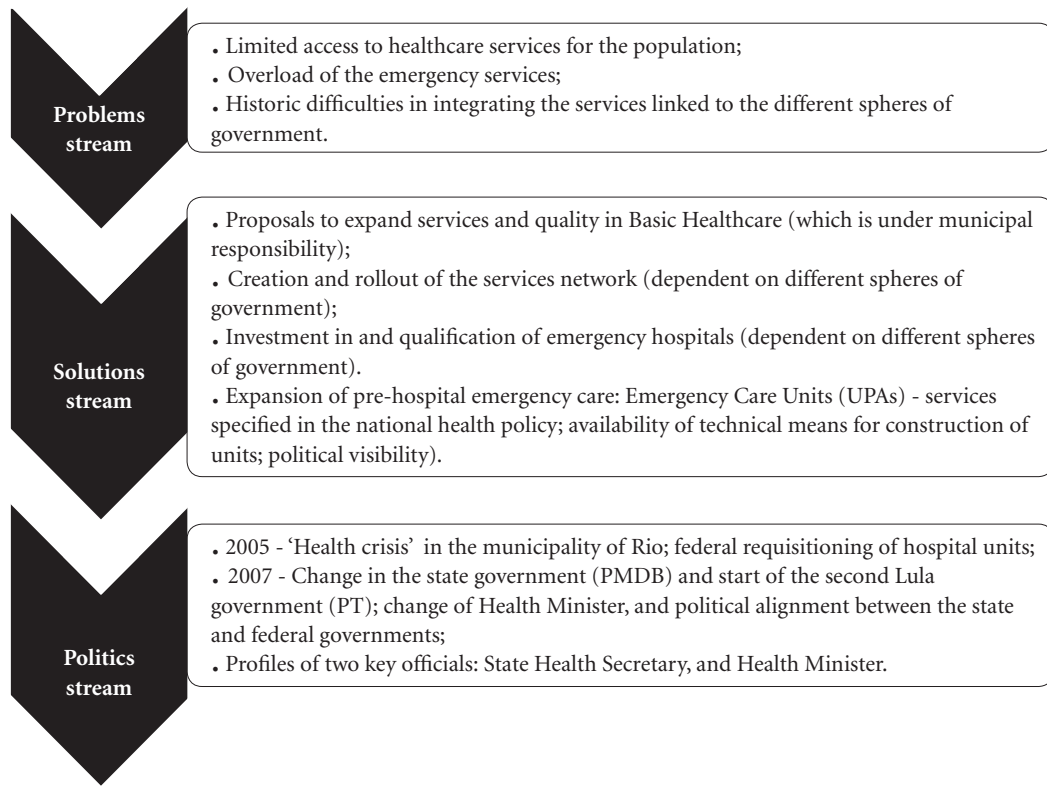 Problems
stream
. Limited access to healthcare services for the population;
. Overload of the emergency services;
. Historic difficulties in integrating the services linked to the different spheres of
government.
Solutions
stream
. Proposals to expand services and quality in Basic Healthcare (which is under municipal
responsibility);
. Creation and rollout of the services network (dependent on different spheres of
government);
. Investment in and qualification of emergency hospitals (dependent on different spheres
of government).
. Expansion of pre-hospital emergency care: Emergency Care Units (UPAs) - services
specified in the national health policy; availability of technical means for construction of
units; political visibility).
Politics
stream
. 2005 - ‘Health crisis’ in the municipality of Rio; federal requisitioning of hospital units;
. 2007 - Change in the state government (PMDB) and start of the second Lula
government (PT); change of Health Minister, and political alignment between the state
and federal governments;
. Profiles of two key officials: State Health Secretary, and Health Minister.